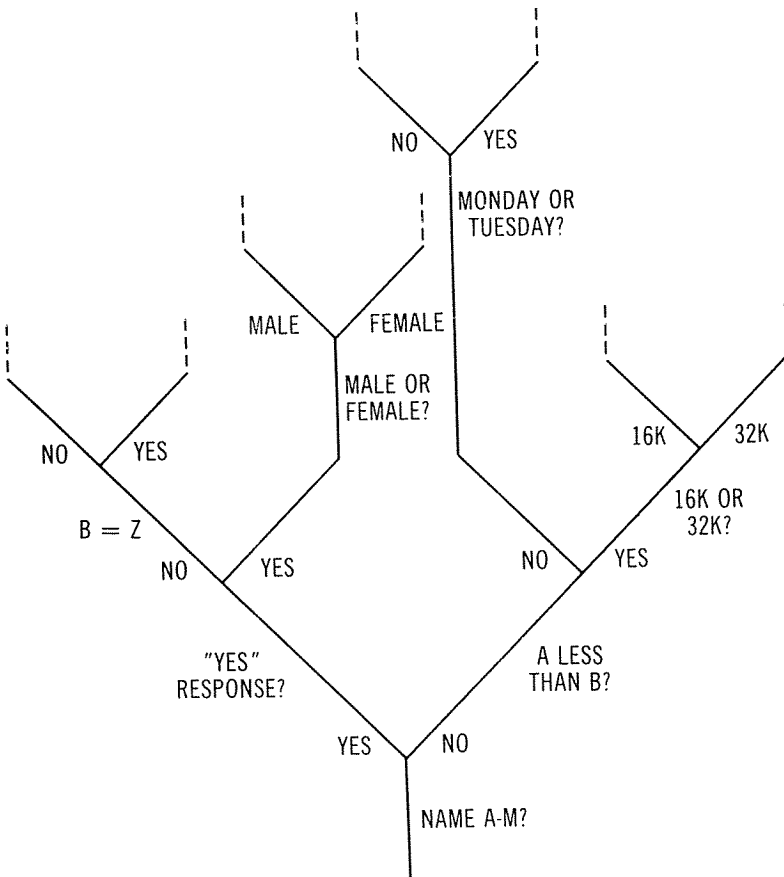 NO YES
MONDAY OR
TUESDAY?
MALE FEMALE
MALE OR
FEMALE?
16K 32K
NO YES
16K OR
32K?
B = Z
NO YES
NO YES
"YES"
RESPONSE?
A LESS
THAN B?
YES NO
NAME A-M?